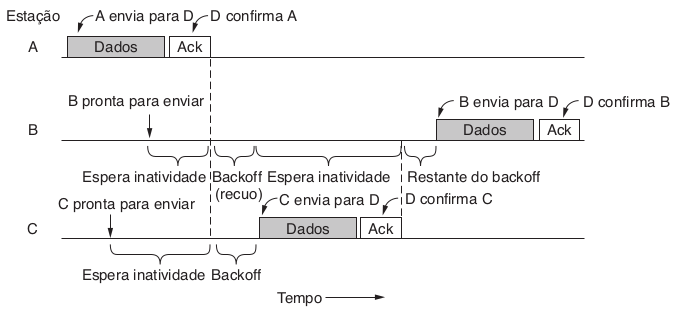 Estação
A envia para D
D confirma A
A
Dados
Ack
B pronta para enviar
B envia para D
D confirma B
B
Dados
Ack
Espera inatividade
Backoff
(recuo)
Espera inatividade
Restante do backoff
C pronta para enviar
C envia para D
D confirma C
C
Dados
Ack
Espera inatividade
Backoff
Tempo